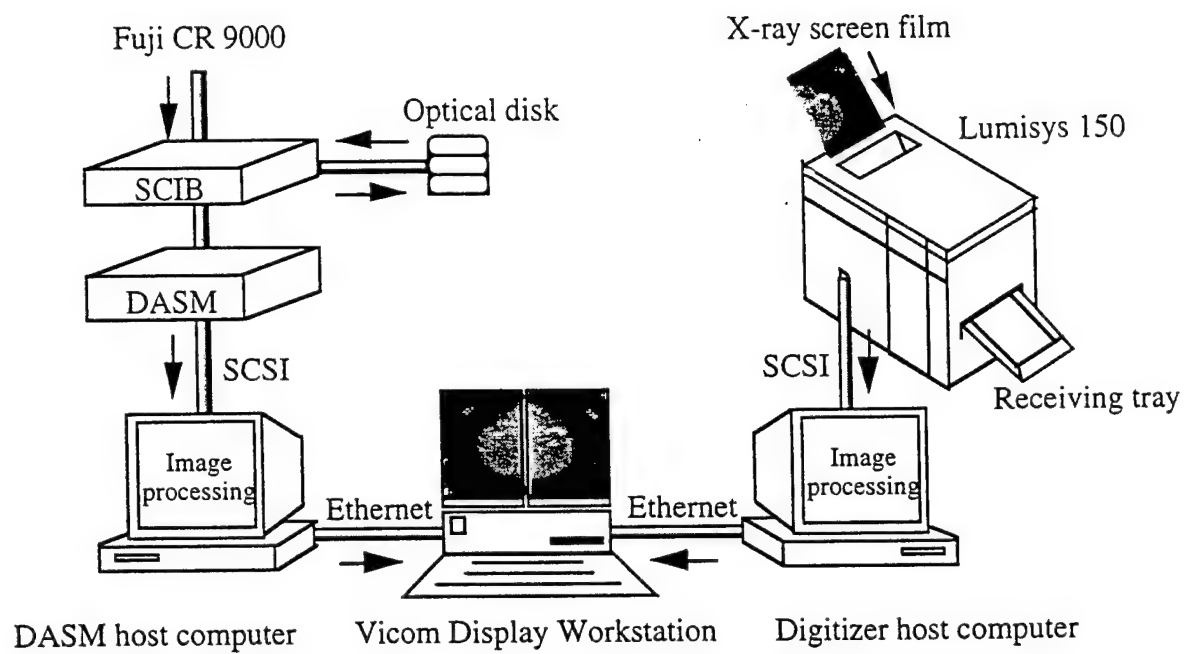 Fuji CR 9000
X-ray screen film
Optical disk
Lumisys 150
SCIB
DASM
SCSI
SCSI
Receiving tray
Image
processing
Image
processing
Ethernet
Ethernet
DASM host computer
Vicom Display Workstation
Digitizer host computer